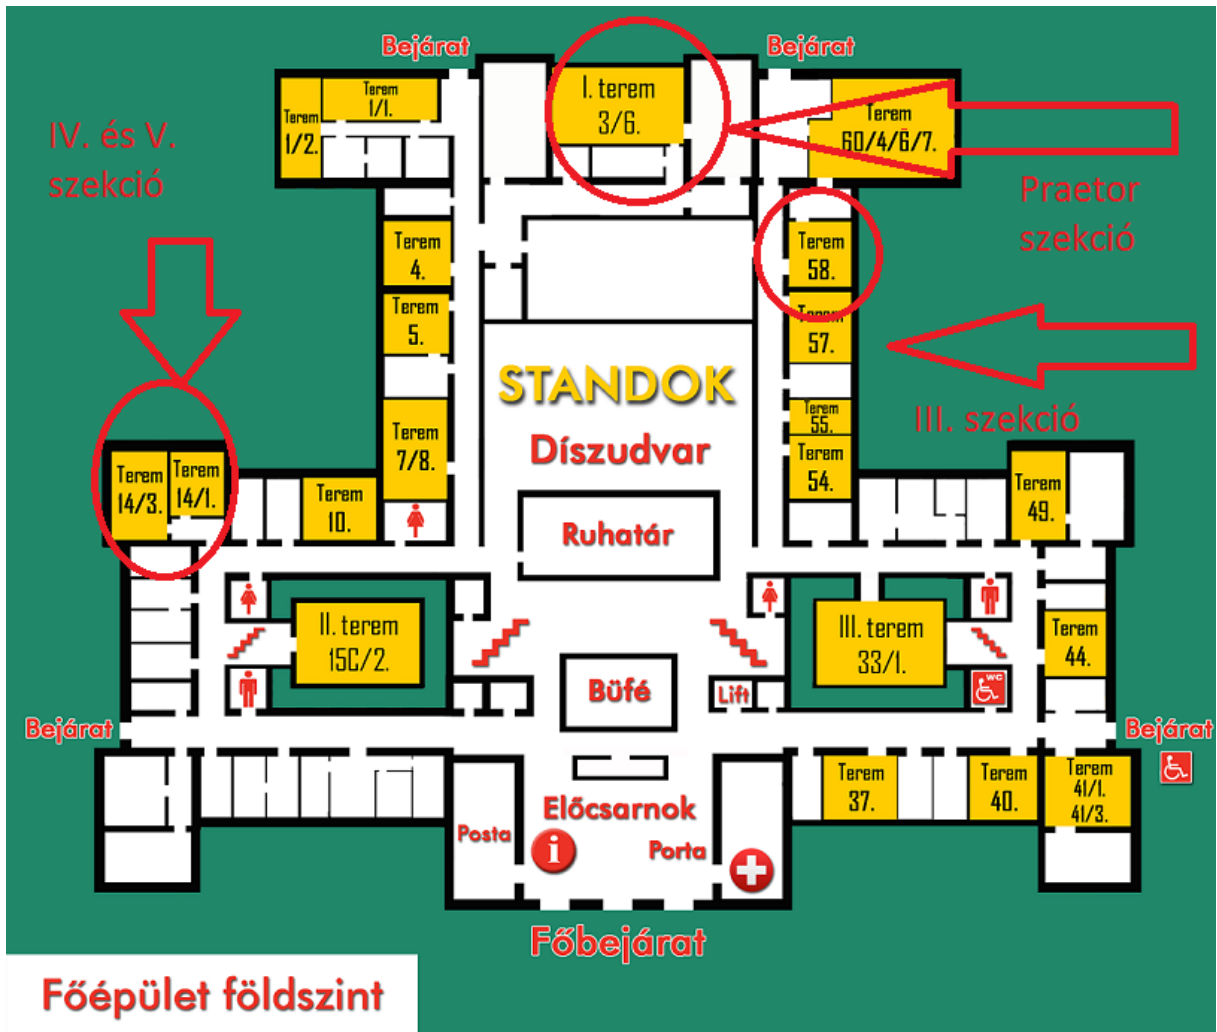 Bejárat
Bejárat
I. terem
3/6.
Terem
1/1.
Terem
1/2.
Terem
60/4/6/7.
IV. és V.
szekció
Praetor
szekció
Terem
4.
Terem
58.
Terem
5.
Terem
57.
STANDOK
Díszudvar
III. szekció
Terem
55.
Terem
7/8.
Terem
54.
Terem
14/3.
Terem
14/1.
Terem
10.
Terem
49.
Ruhatár
II. terem
15C/2.
III. terem
33/1.
Terem
44.
Büfé
Lift
WC
Bejárat
Bejárat
Terem
37.
Terem
40.
Terem
41/1.
41/3.
Előcsarnok
Posta
i
Porta
Főbejárat
Főépület földszint